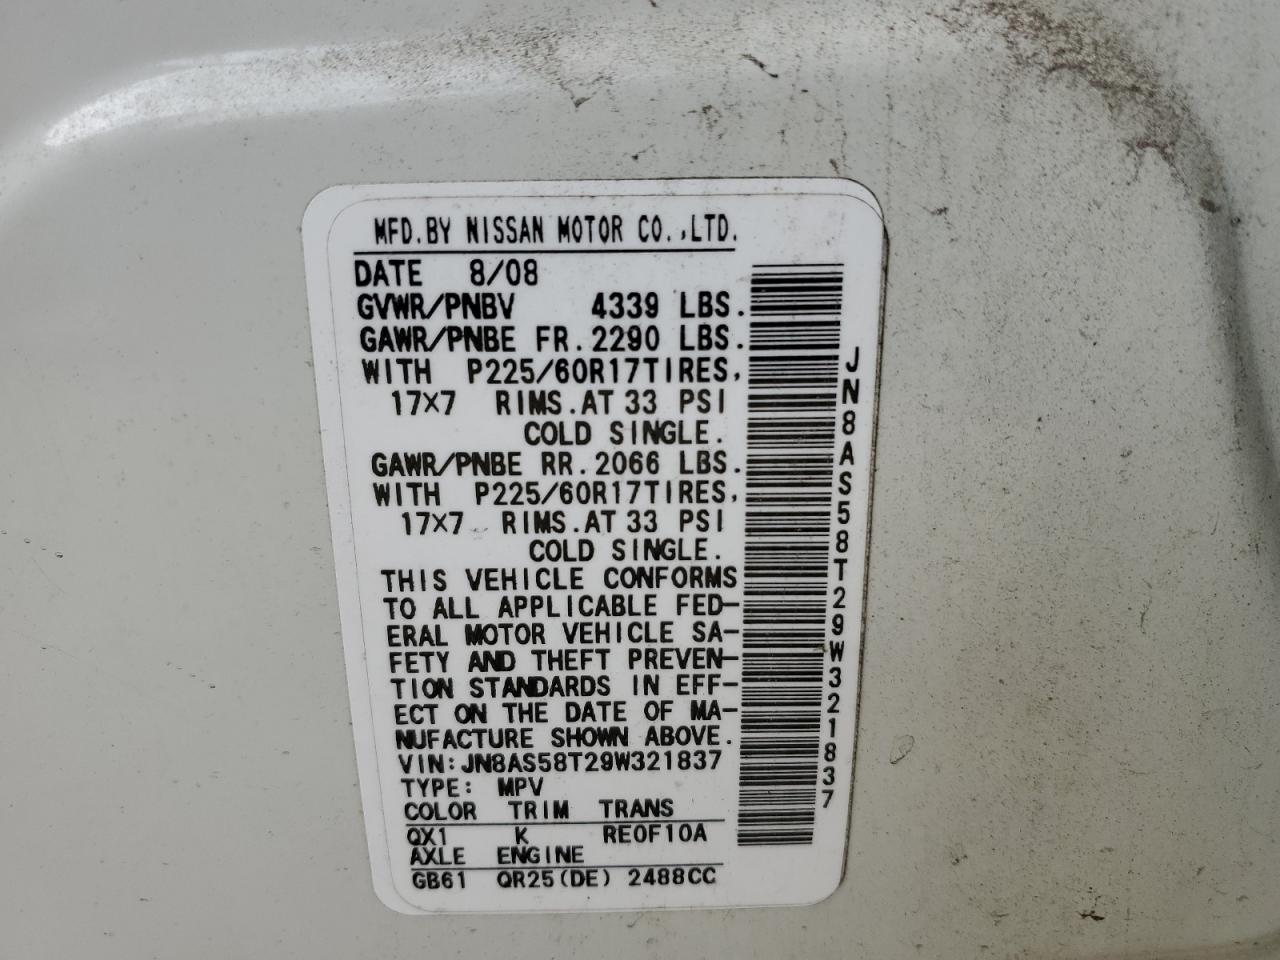 MFD.BY NISSAN MOTOR CO.,LTD.
DATE 8/08
GVWR/PNBV 4339 LBS.
GAWR/PNBE FR.2290 LBS.
WITH P225/60R17TIRES,
17×7 RIMS.AT 33 PSI
COLD SINGLE.
GAWR/PNBE RR.2066 LBS.
WITH P225/60R17TIRES,
17×7 RIMS.AT 33 PSI
COLD SINGLE.
THIS VEHICLE CONFORMS
TO ALL APPLICABLE FED-
ERAL MOTOR VEHICLE SA-
FETY AND THEFT PREVEN-
TION STANDARDS IN EFF-
ECT ON THE DATE OF MA-
NUFACTURE SHOWN ABOVE.
VIN:JN8AS58T29W321837
TYPE: MPV
COLOR TRIM TRANS
QX1 K RE0F10A
AXLE ENGINE
GB61 QR25(DE) 2488CC
JN8AS58T29W321837